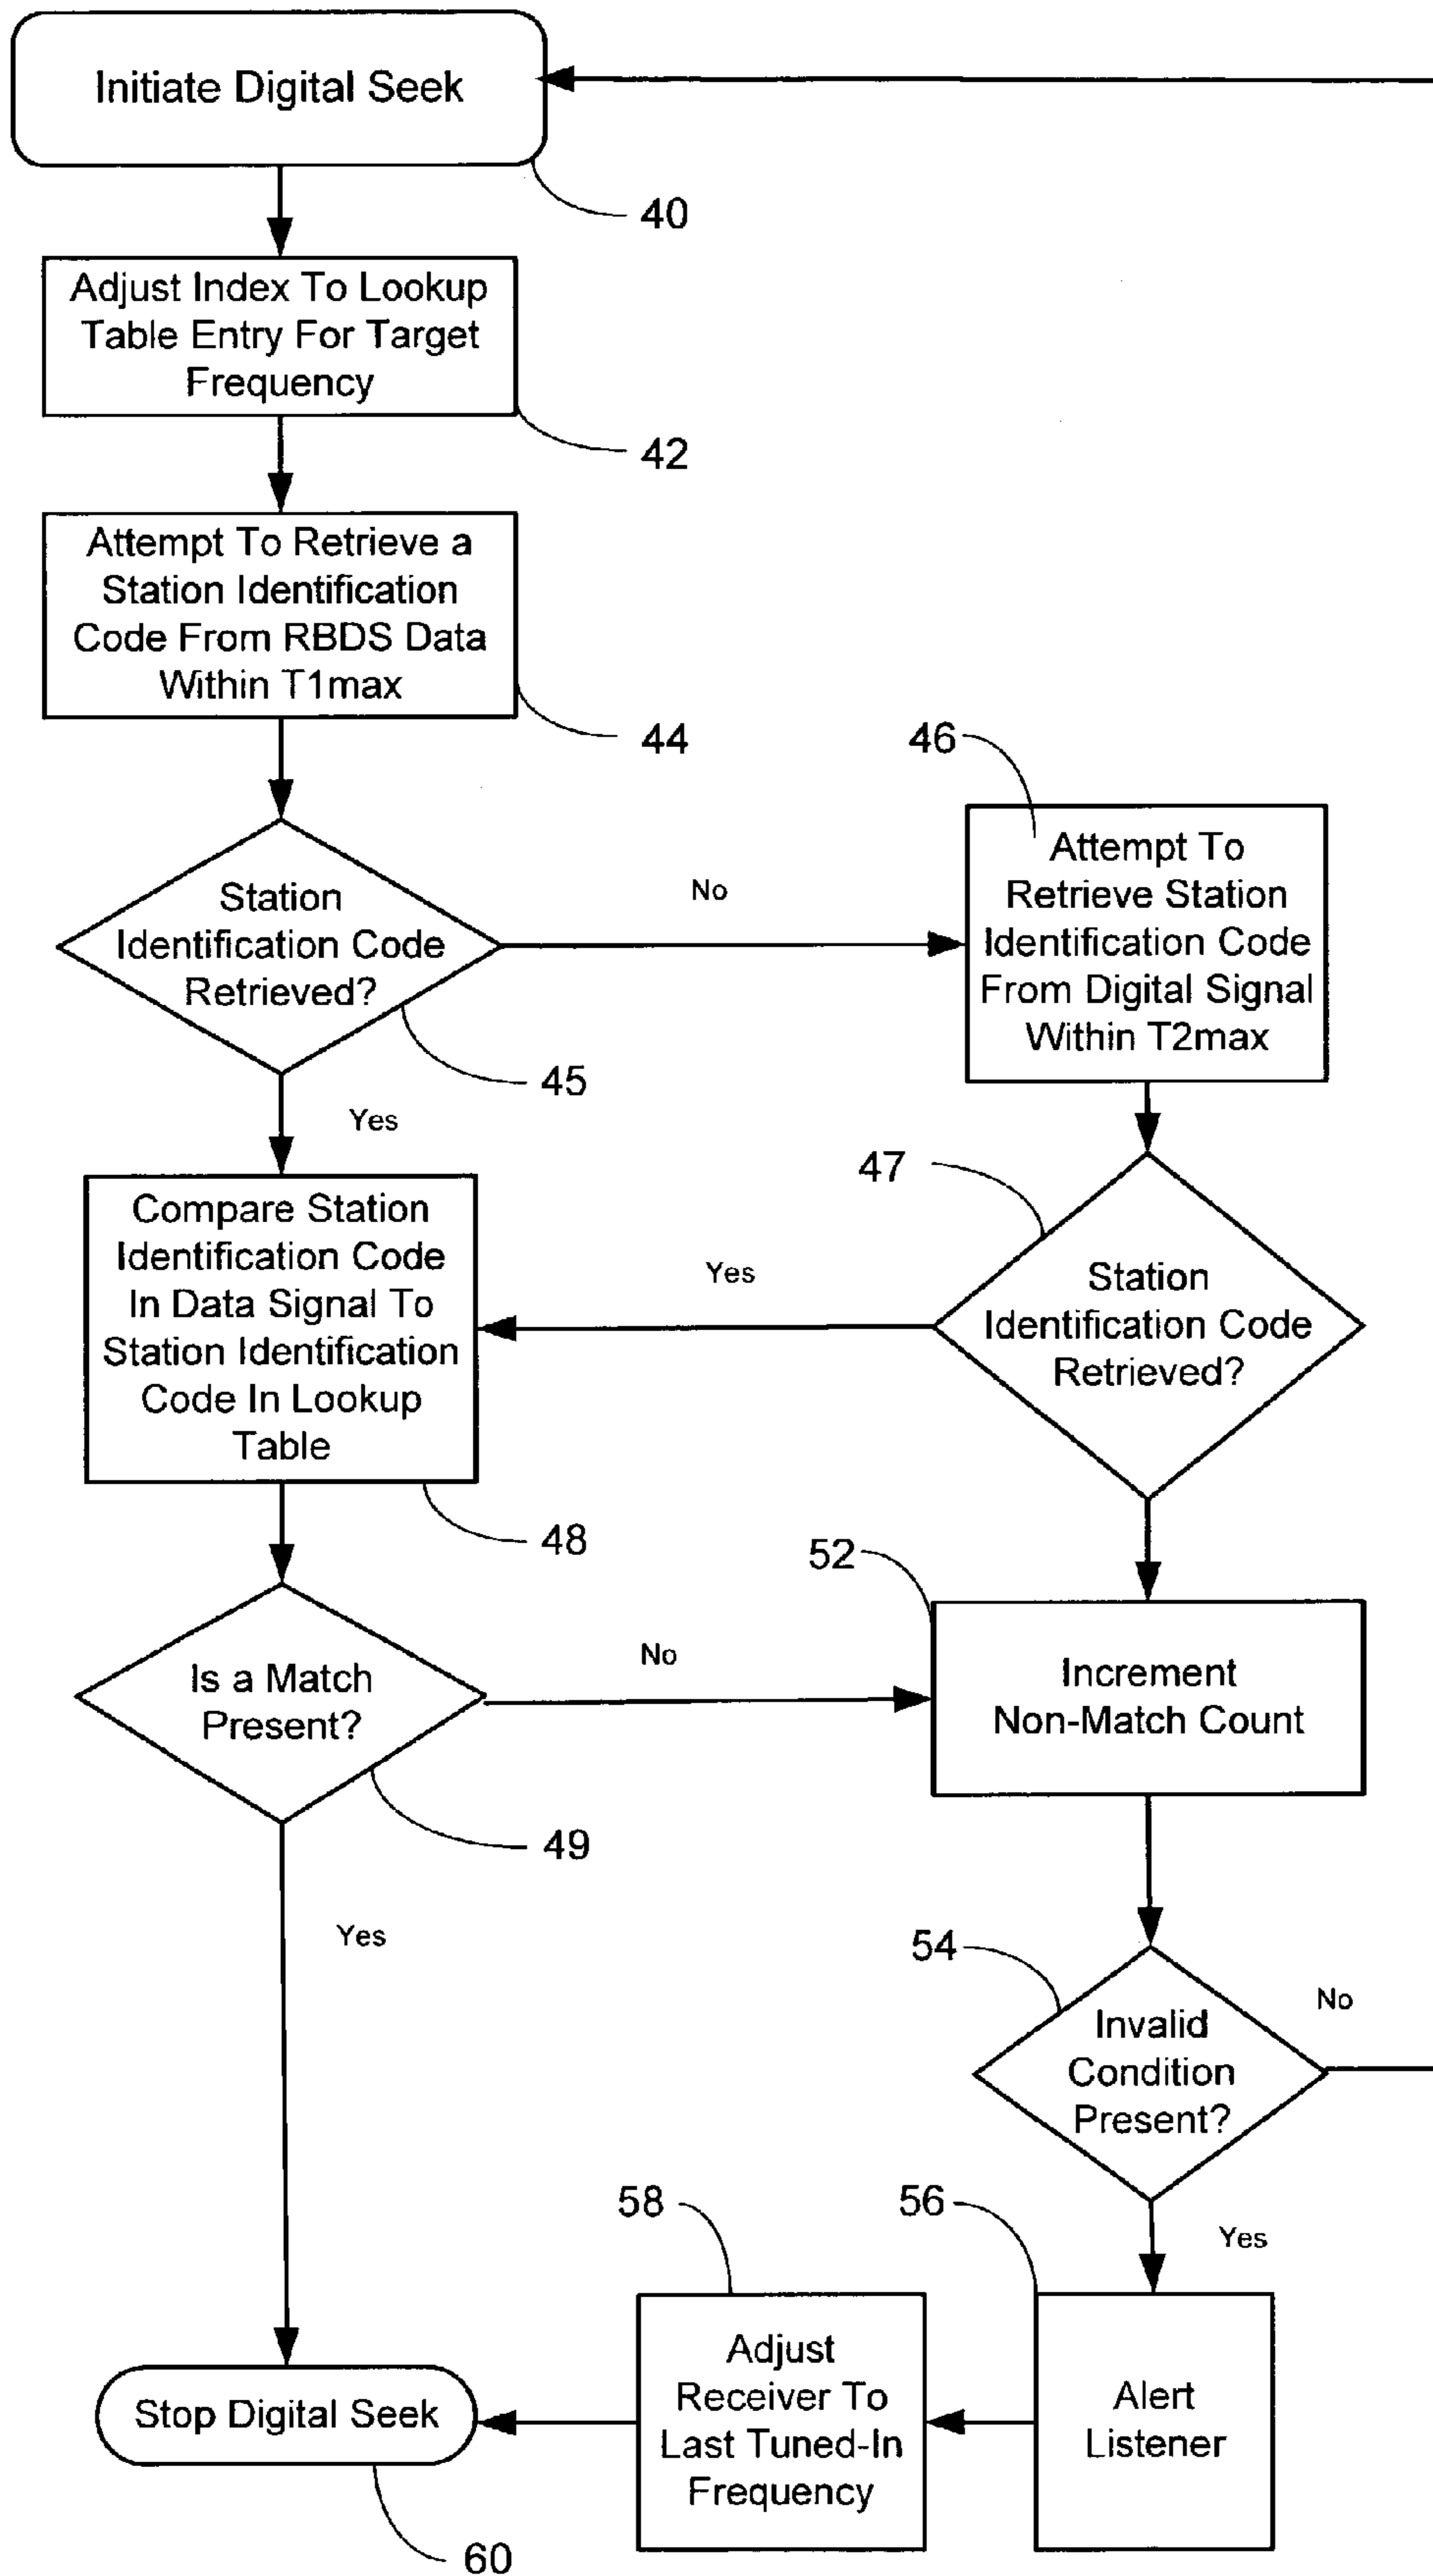 Initiate Digital Seek
40
Adjust Index To Lookup
Table Entry For Target
Frequency
42
Attempt To Retrieve a
Station Identification
Code From RBDS Data
Within T1max
44
46
Attempt To
Retrieve Station
Identification Code
From Digital Signal
Within T2max
Station
Identification Code
Retrieved?
No
45
Yes
47
Station
Identification Code
Retrieved?
Yes
Compare Station
Identification Code
In Data Signal To
Station Identification
Code In Lookup
Table
48
52
Increment
Non-Match Count
Is a Match
Present?
No
49
Yes
54
Invalid
Condition
Present?
No
Yes
58
56
Adjust
Receiver To
Last Tuned-In
Frequency
Alert
Listener
Stop Digital Seek
60